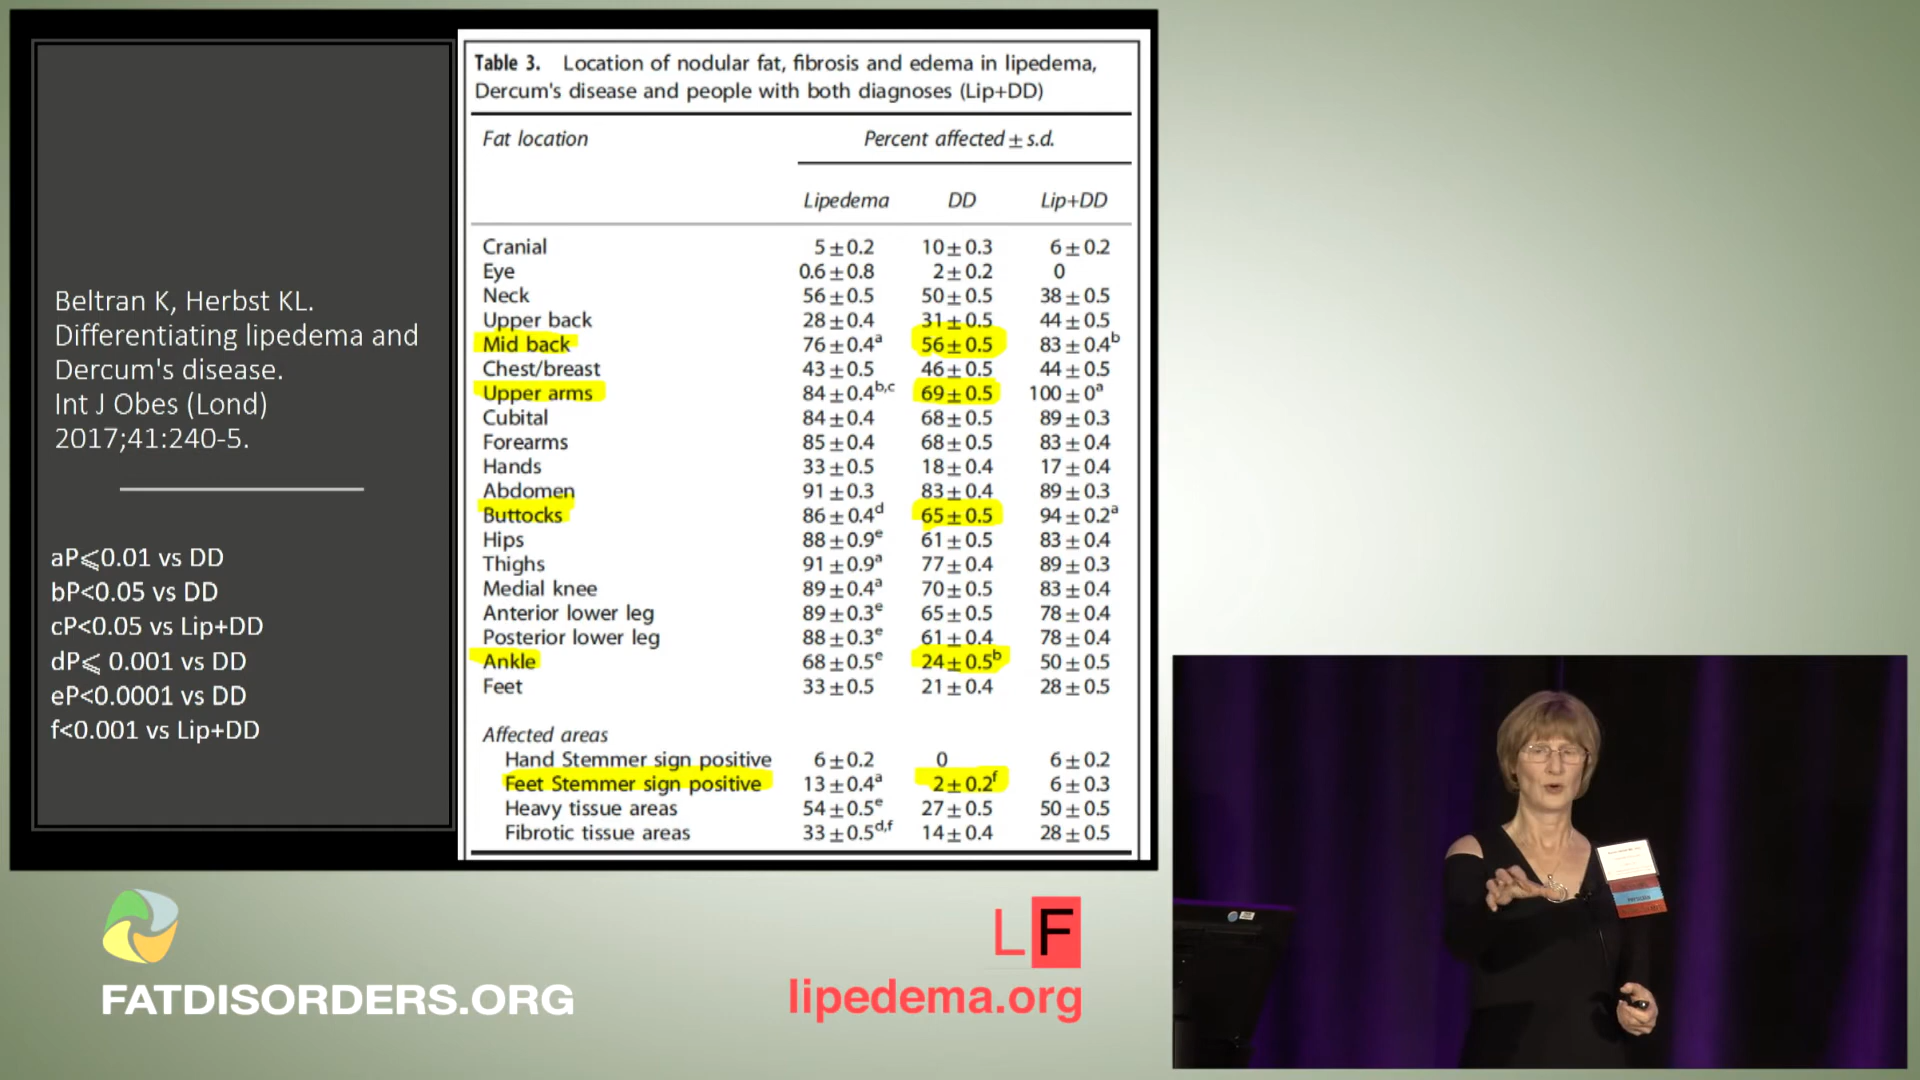 Beltran K, Herbst KL.
Differentiating lipedema and
Dercum's disease.
Int J Obes (Lond)
2017;41:240-5.
aP⩽0.01 vs DD
bP<0.05 vs DD
cP<0.05 vs Lip+DD
dP⩽ 0.001 vs DD
eP<0.0001 vs DD
f<0.001 vs Lip+DD
Table 3. Location of nodular fat, fibrosis and edema in lipedema,
Dercum's disease and people with both diagnoses (Lip+DD)
Fat location Percent affected ± s.d.
Lipedema DD Lip+DD
Cranial 5±0.2 10±0.3 6±0.2
Eye 0.6±0.8 2±0.2 0
Neck 56±0.5 50±0.5 38±0.5
Upper back 28±0.4 31±0.5 44±0.5
Mid back 76±0.4a 56±0.5 83±0.4b
Chest/breast 43±0.5 46±0.5 44±0.5
Upper arms 84±0.4b,c 69±0.5 100±0a
Cubital 84±0.4 68±0.5 89±0.3
Forearms 85±0.4 68±0.5 83±0.4
Hands 33±0.5 18±0.4 17±0.4
Abdomen 91±0.3 83±0.4 89±0.3
Buttocks 86±0.4d 65±0.5 94±0.2a
Hips 88±0.9e 61±0.5 83±0.4
Thighs 91±0.9a 77±0.4 89±0.3
Medial knee 89±0.4a 70±0.5 83±0.4
Anterior lower leg 89±0.3e 65±0.5 78±0.4
Posterior lower leg 88±0.3e 61±0.4 78±0.4
Ankle 68±0.5e 24±0.5b 50±0.5
Feet 33±0.5 21±0.4 28±0.5
Affected areas
Hand Stemmer sign positive 6±0.2 0 6±0.2
Feet Stemmer sign positive 13±0.4a 2±0.2f 6±0.3
Heavy tissue areas 54±0.5e 27±0.5 50±0.5
Fibrotic tissue areas 33±0.5d,f 14±0.4 28±0.5
FATDISORDERS.ORG
LF
lipedema.org